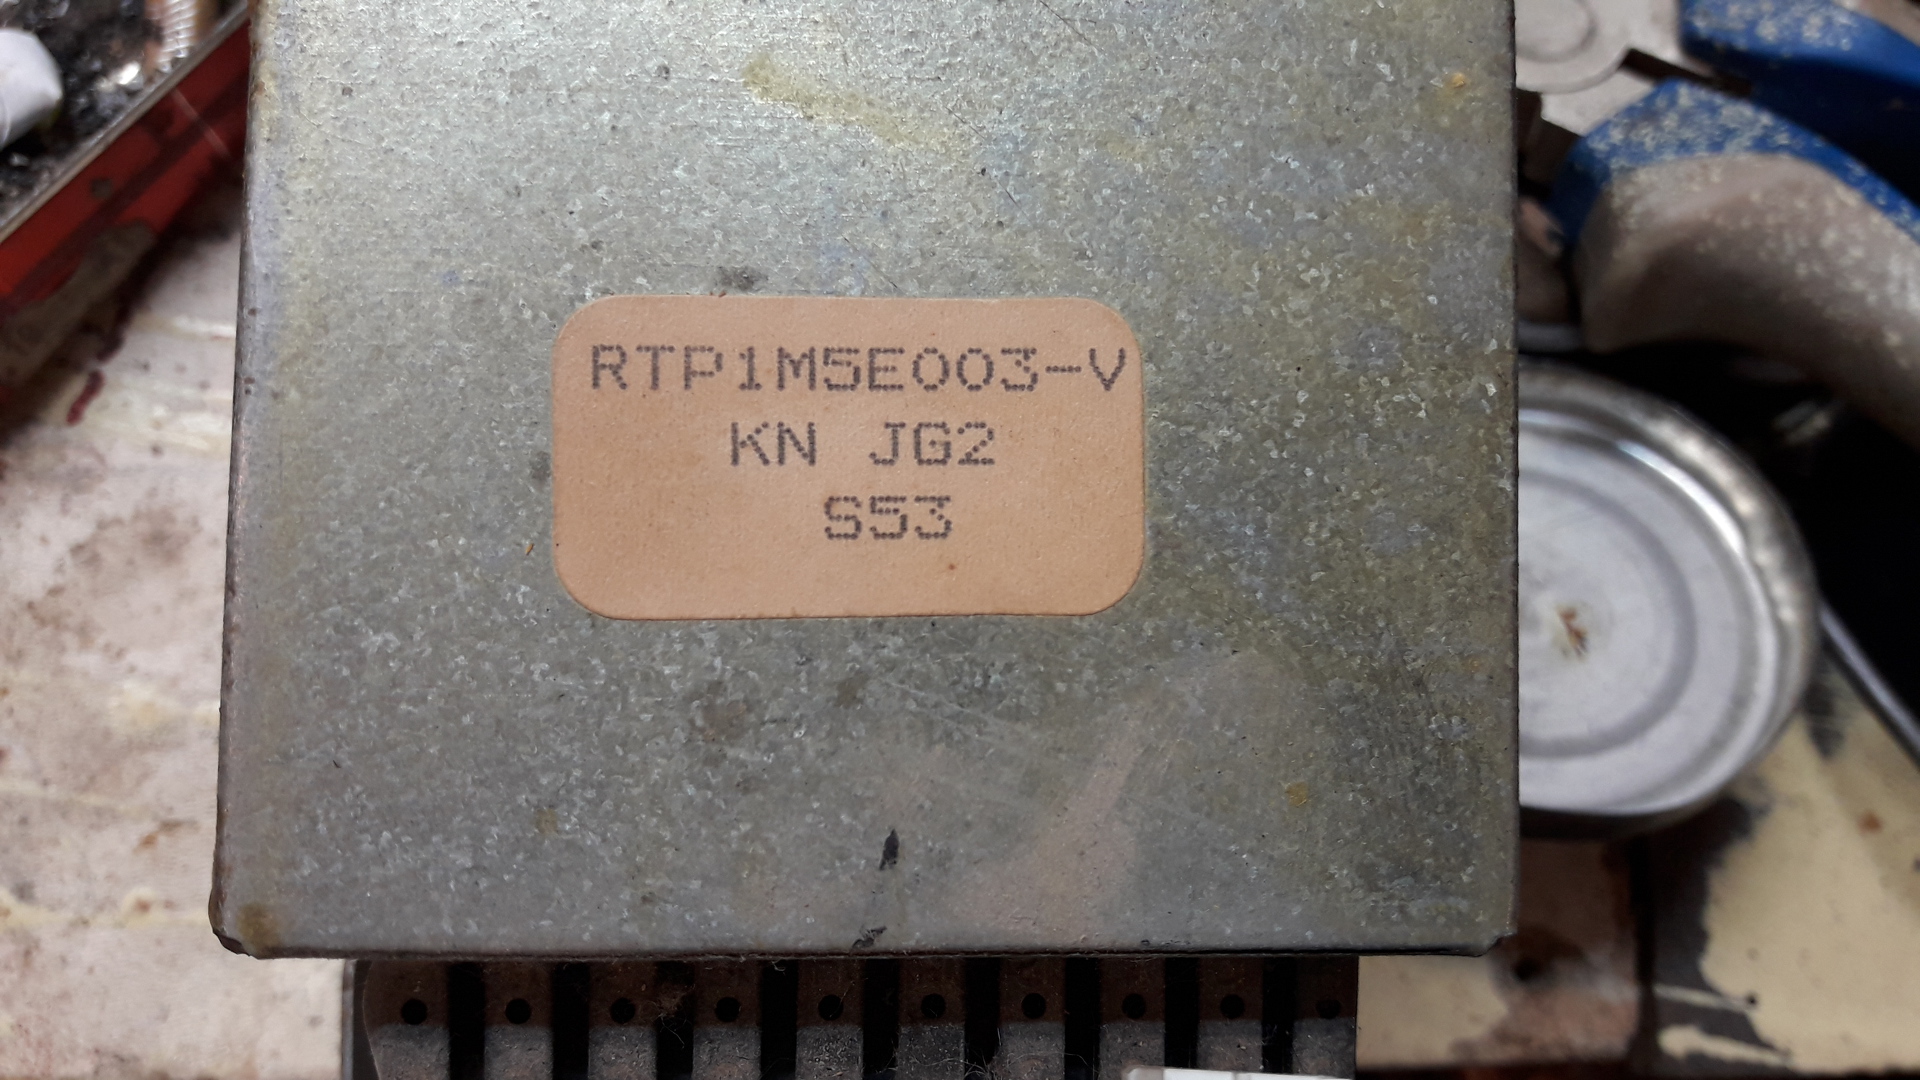 RTP1M5E003-V
KN JG2
S53